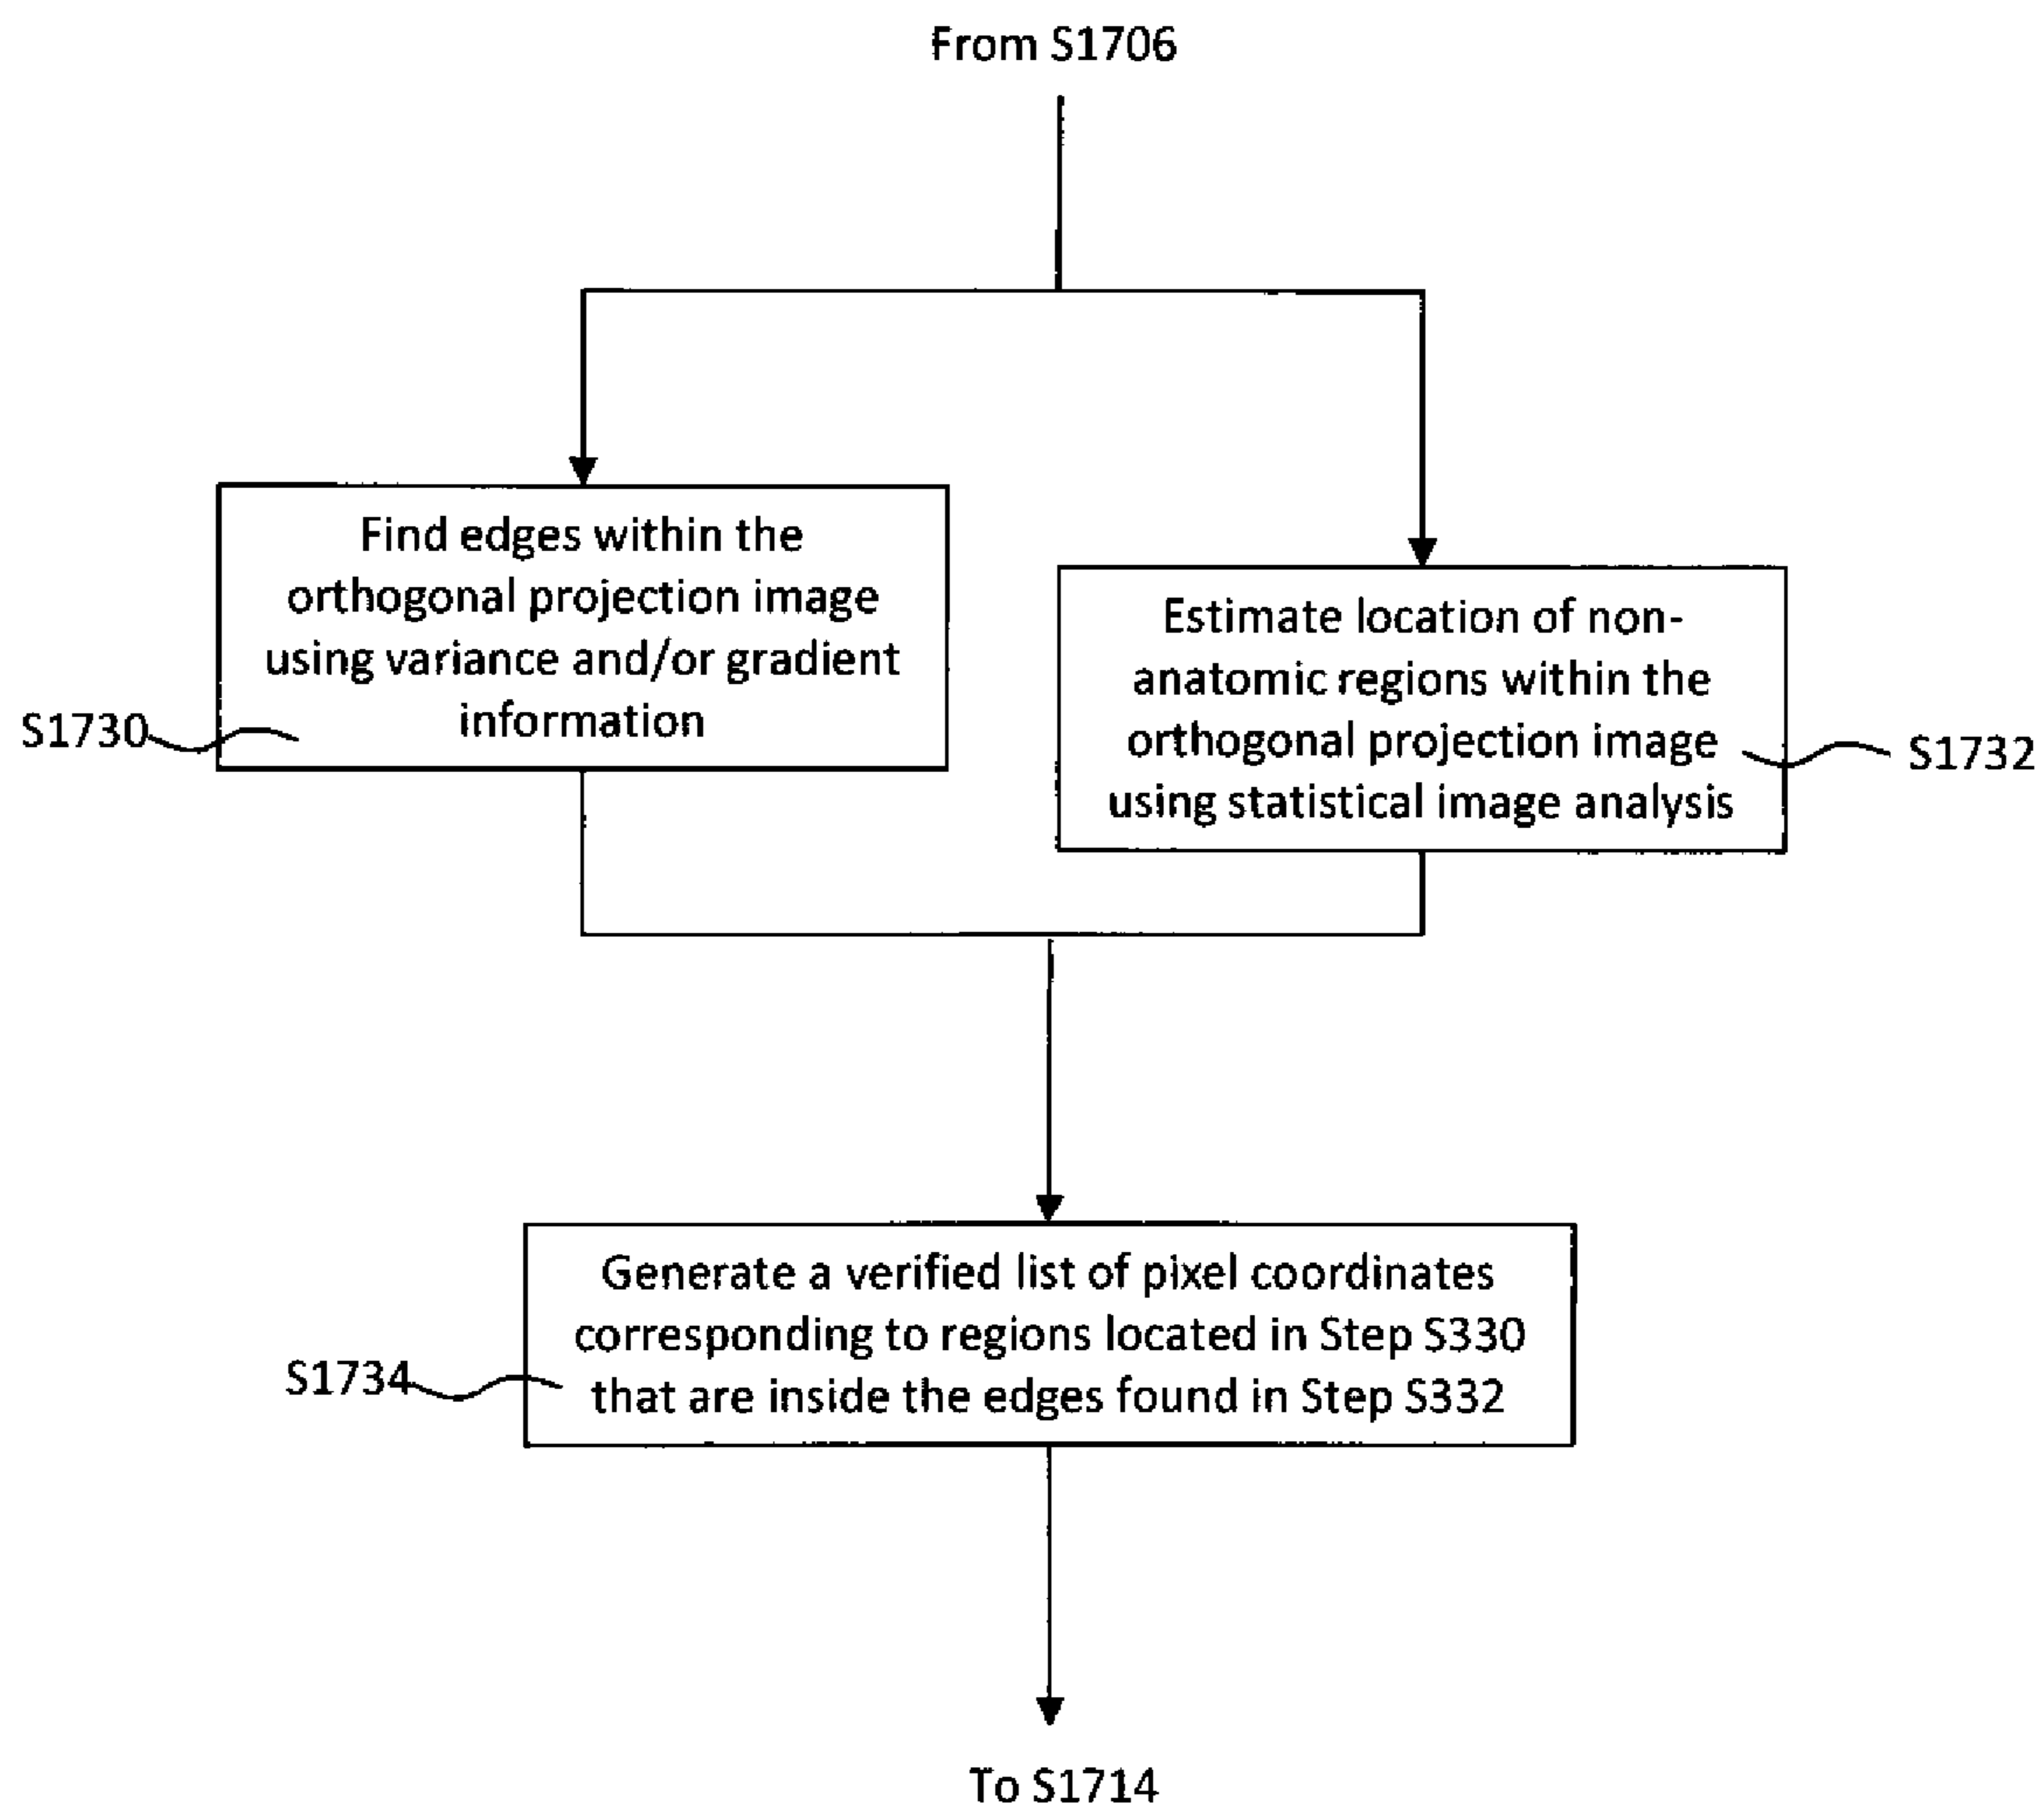 From S1706
Find edges within the
orthogonal projection image
using variance and/or gradient
information
S1730
Estimate location of non-
anatomic regions within the
orthogonal projection image
using statistical image analysis
S1732
Generate a verified list of pixel coordinates
corresponding to regions located in Step S330
that are inside the edges found in Step S332
S1734
To S1714